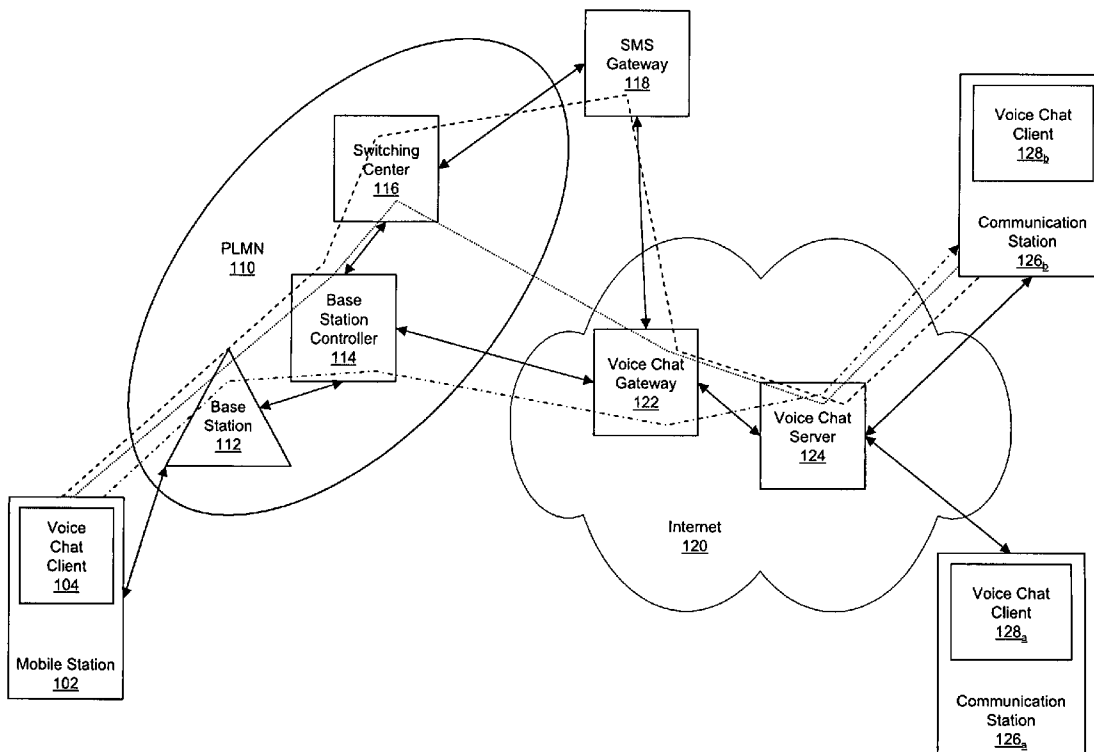 SMS
Gateway
118
Voice Chat
Client
128b
Communication
Station
126b
Switching
Center
116
PLMN
110
Base
Station
Controller
114
Voice Chat
Gateway
122
Base
Station
112
Voice Chat
Server
124
Voice
Chat
Client
104
Mobile Station
102
Internet
120
Voice Chat
Client
128a
Communication
Station
126a